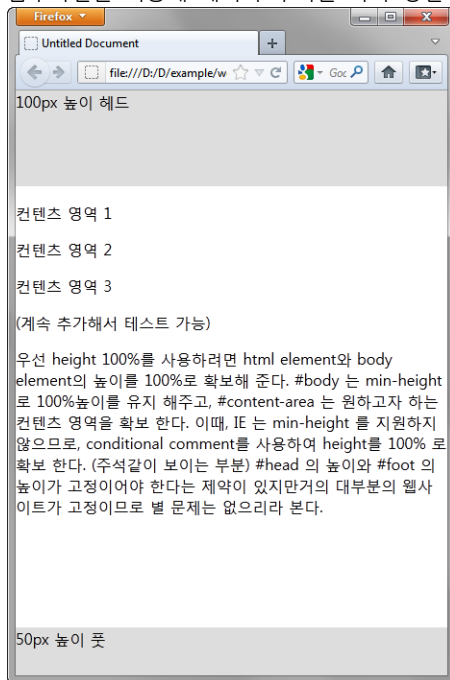 Firefox
Untitled Document
file:///D:/D/example/w
Goc
100px 높이 헤드
컨텐츠 영역 1
컨텐츠 영역 2
컨텐츠 영역 3
(계속 추가해서 테스트 가능)
우선 height 100%를 사용하려면 html element와 body
element의 높이를 100%로 확보해 준다. #body 는 min-height
로 100%높이를 유지 해주고, #content-area 는 원하고자 하는
컨텐츠 영역을 확보 한다. 이때, IE 는 min-height 를 지원하지
않으므로, conditional comment를 사용하여 height를 100% 로
확보 한다. (주석같이 보이는 부분) #head 의 높이와 #foot 의
높이가 고정이어야 한다는 제약이 있지만거의 대부분의 웹사
이트가 고정이므로 별 문제는 없으리라 본다.
50px 높이 풋